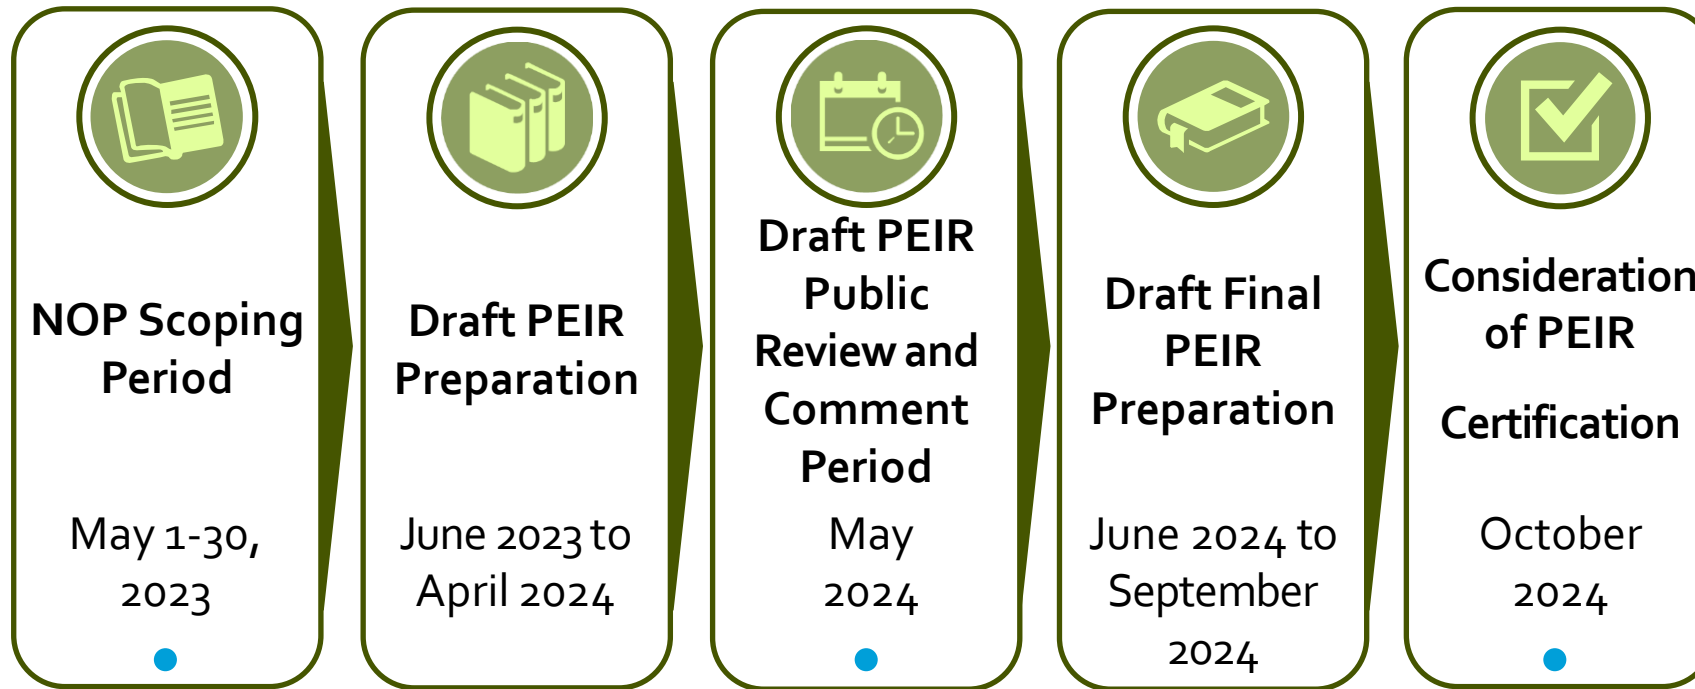 NOP Scoping
Period
May 1-30,
2023
Draft PEIR
Preparation
June 2023 to
April 2024
Draft PEIR
Public
Review and
Comment
Period
May
2024
Draft Final
PEIR
Preparation
June 2024 to
September
2024
Consideration
of PEIR
Certification
October
2024